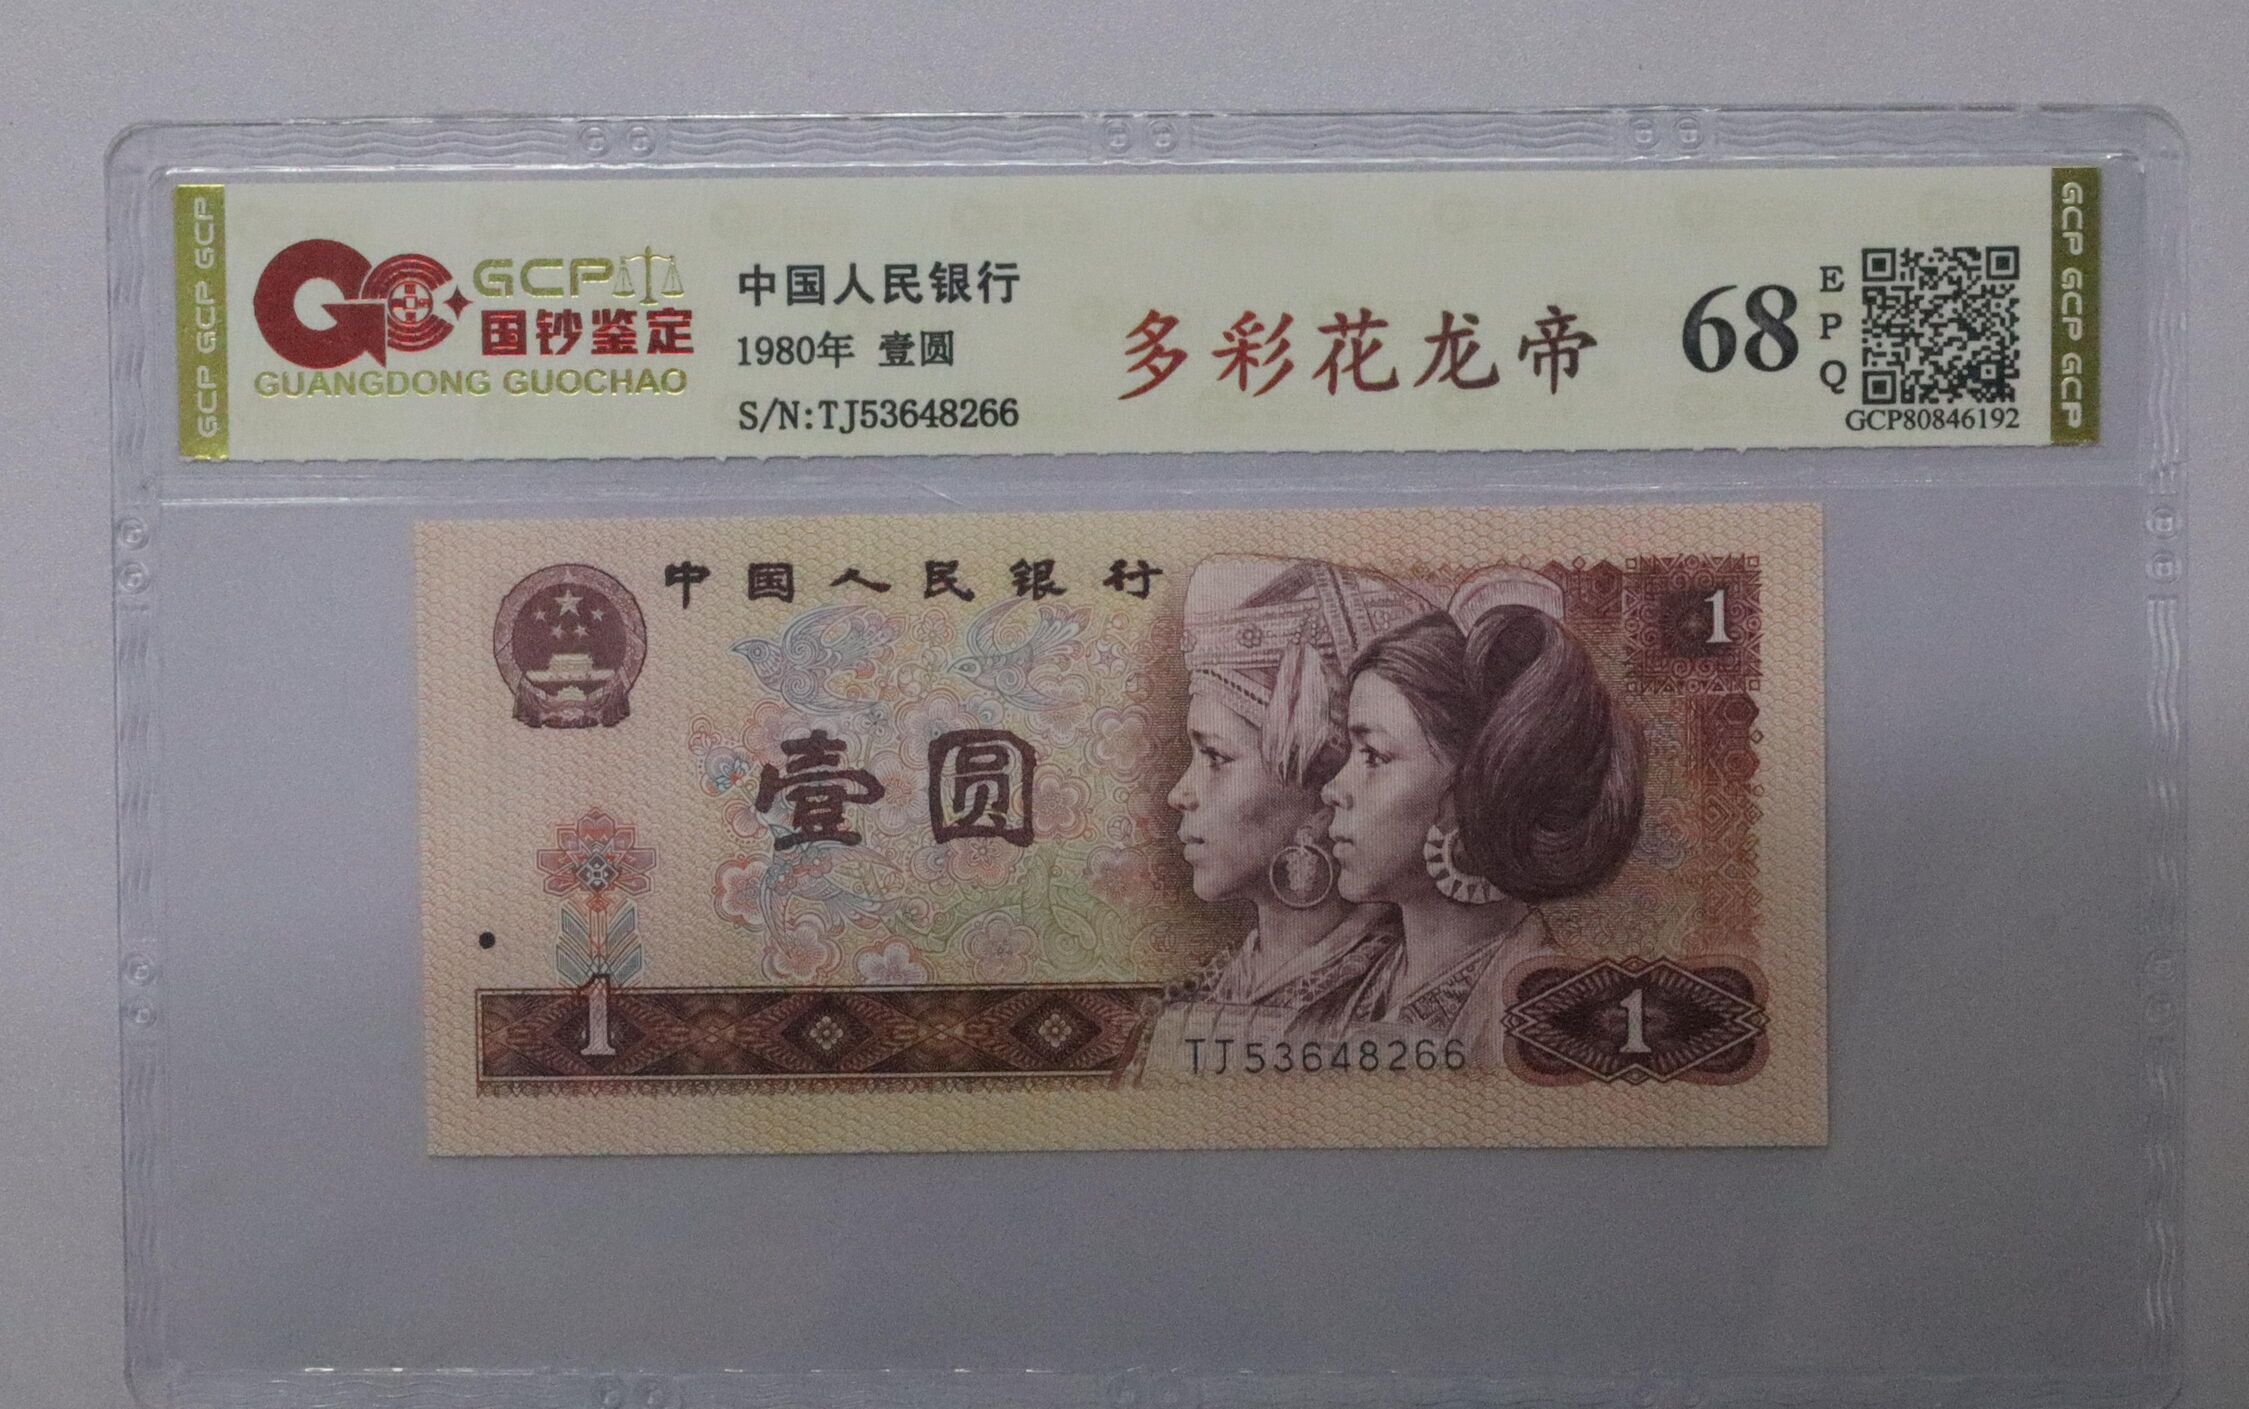 GCP GCP GCP
GCP
国钞鉴定
GUANGDONG GUOCHAO
中国人民银行
1980年 壹圆
S/N:TJ53648266
多彩花龙帝
68
E
P
Q
GCP80846192
GCP GCP GCP
中国人民银行
1
壹圆
1
TJ53648266
1